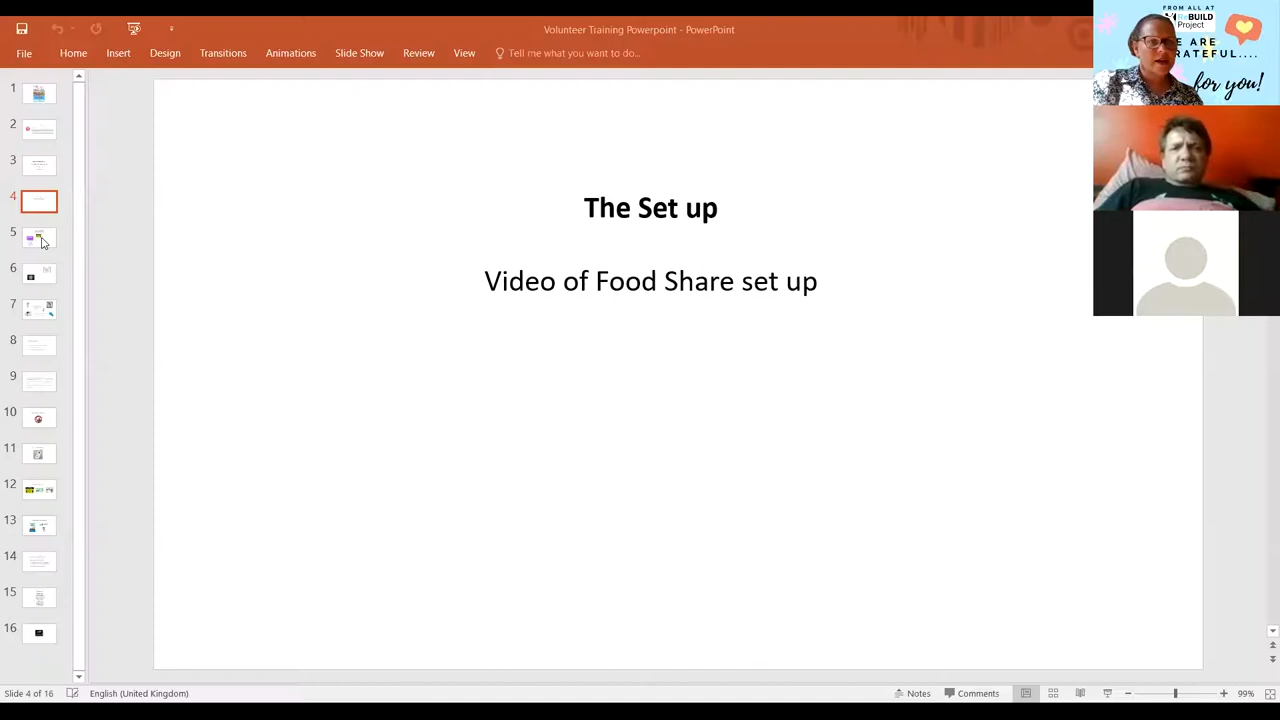 Volunteer Training Powerpoint - PowerPoint
File
Home
Insert
Design
Transitions
Animations
Slide Show
Review
View
Tell me what you want to do...
FROM ALL AT
ReBUILD
Project
E ARE
RATEFUL....
for you!
1
2
3
4
5
6
7
8
9
10
11
12
13
14
15
16
The Set up
Video of Food Share set up
Slide 4 of 16
English (United Kingdom)
Notes
Comments
99%